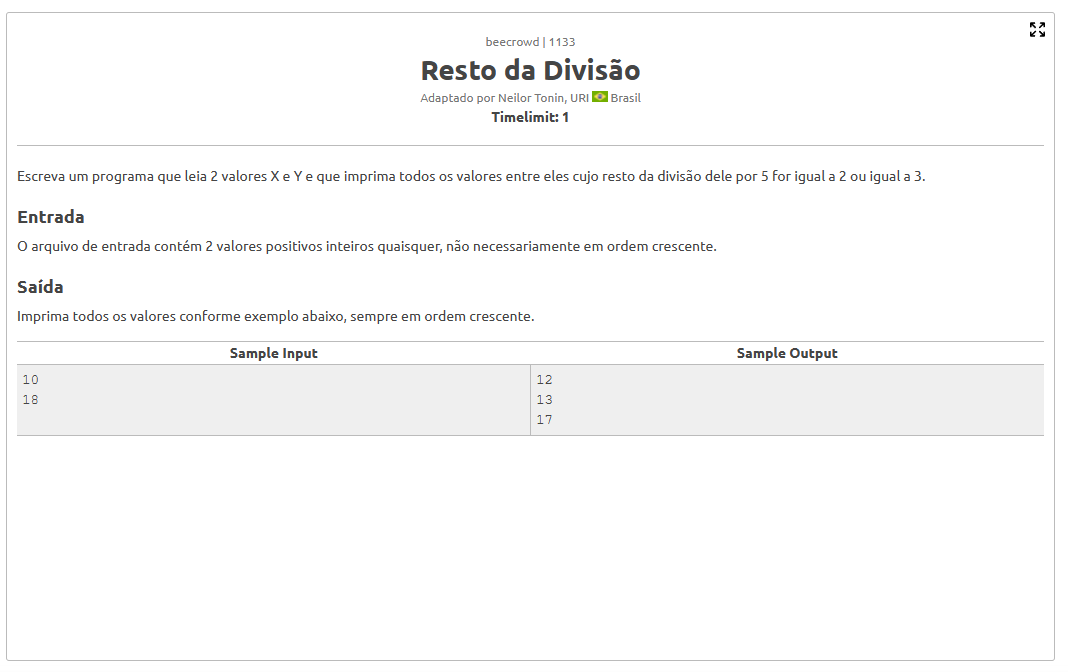 beecrowd | 1133
Resto da Divisão
Adaptado por Neilor Tonin, URI Brasil
Timelimit: 1
Escreva um programa que leia 2 valores X e Y e que imprima todos os valores entre eles cujo resto da divisão dele por 5 for igual a 2 ou igual a 3.
Entrada
O arquivo de entrada contém 2 valores positivos inteiros quaisquer, não necessariamente em ordem crescente.
Saída
Imprima todos os valores conforme exemplo abaixo, sempre em ordem crescente.
Sample Input Sample Output
10 12
18 13
17